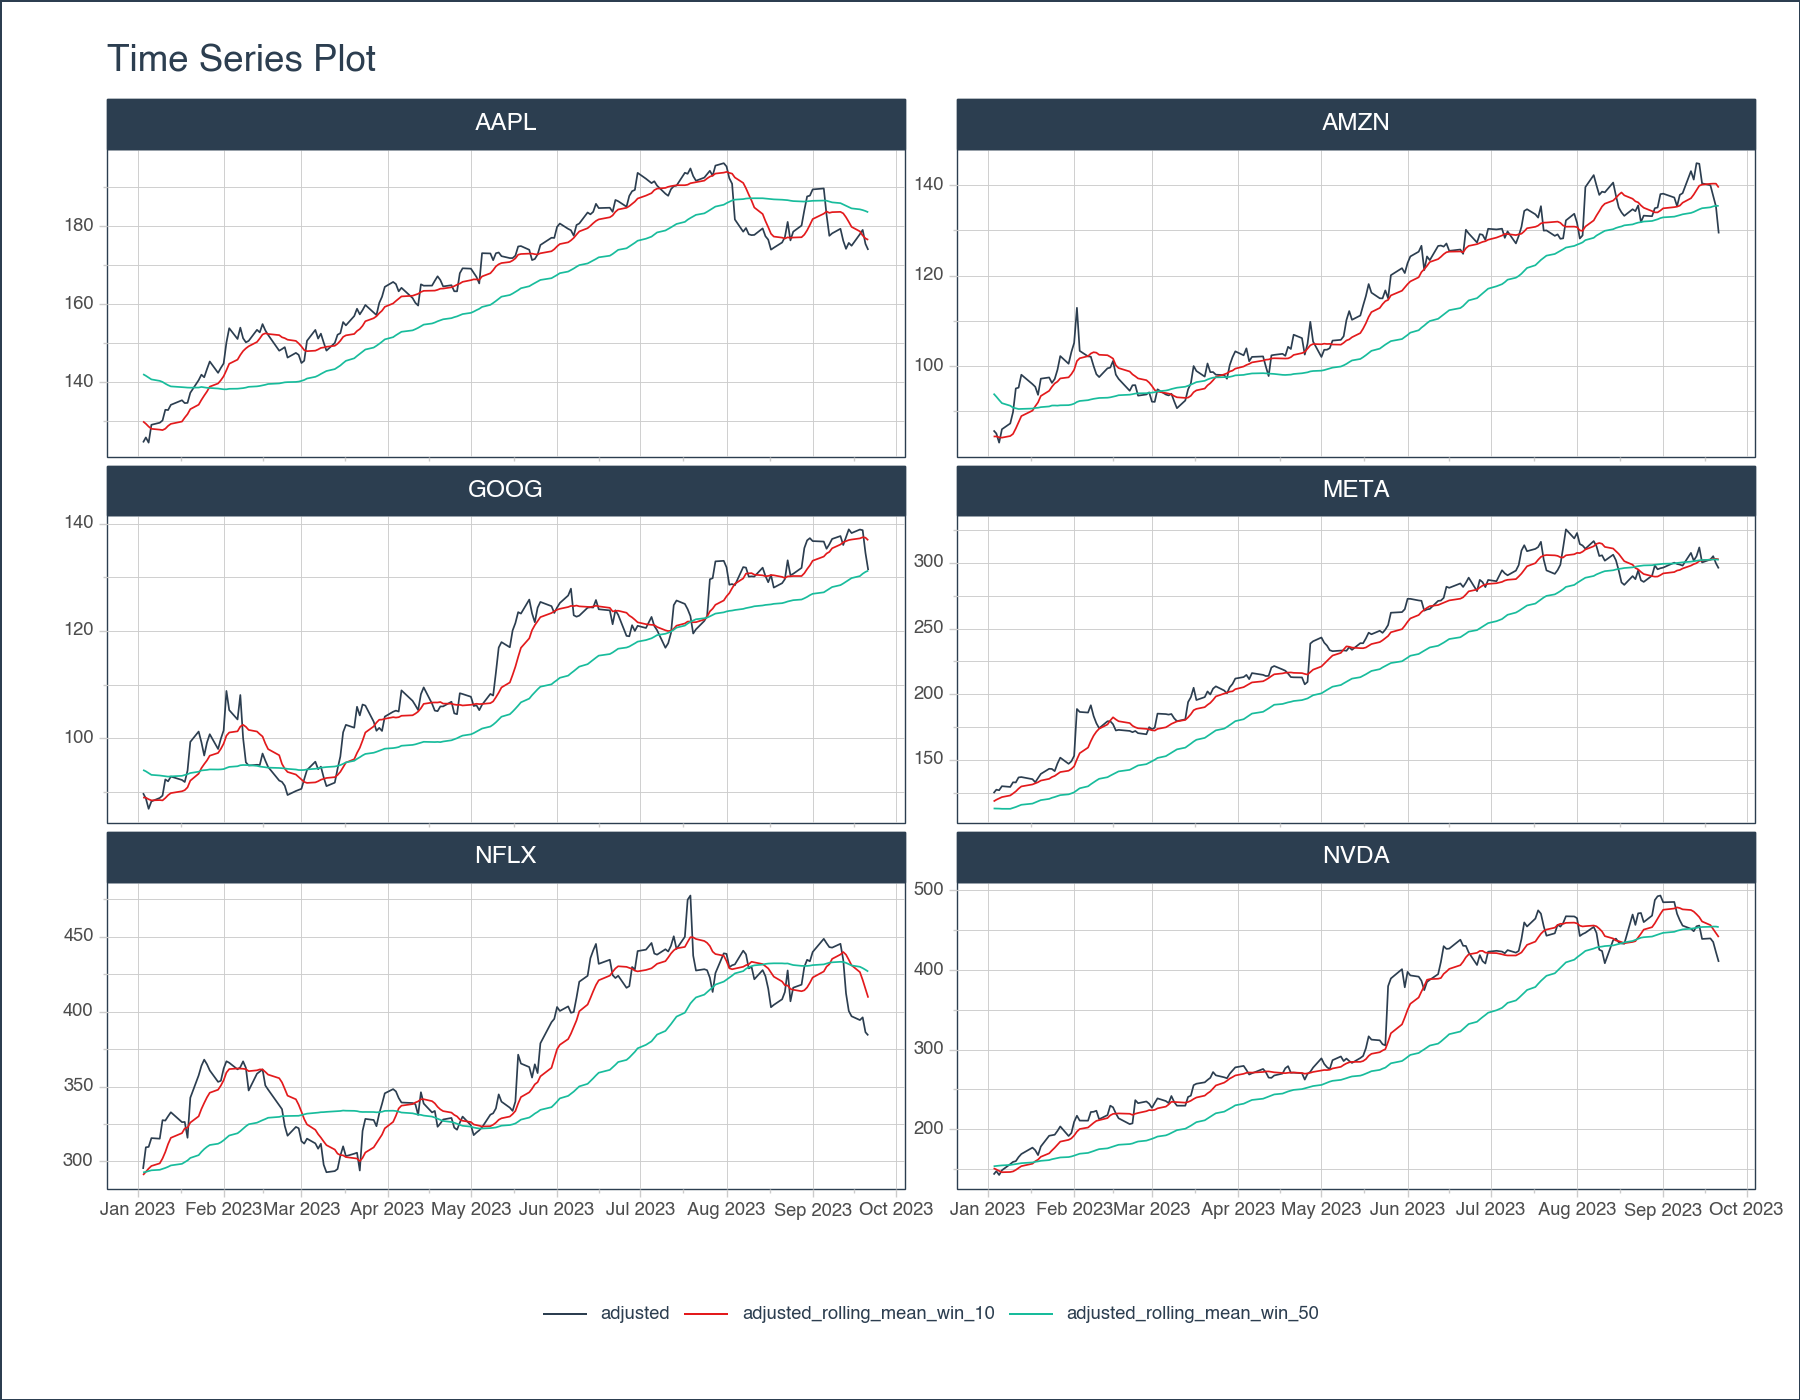 Time Series Plot
AAPL
AMZN
180
160
140
140
120
100
GOOG
META
140
120
100
300
250
200
150
NFLX
NVDA
450
400
350
300
500
400
300
200
Jan 2023 Feb 2023 Mar 2023 Apr 2023 May 2023 Jun 2023 Jul 2023 Aug 2023 Sep 2023 Oct 2023
Jan 2023 Feb 2023 Mar 2023 Apr 2023 May 2023 Jun 2023 Jul 2023 Aug 2023 Sep 2023 Oct 2023
adjusted adjusted_rolling_mean_win_10 adjusted_rolling_mean_win_50